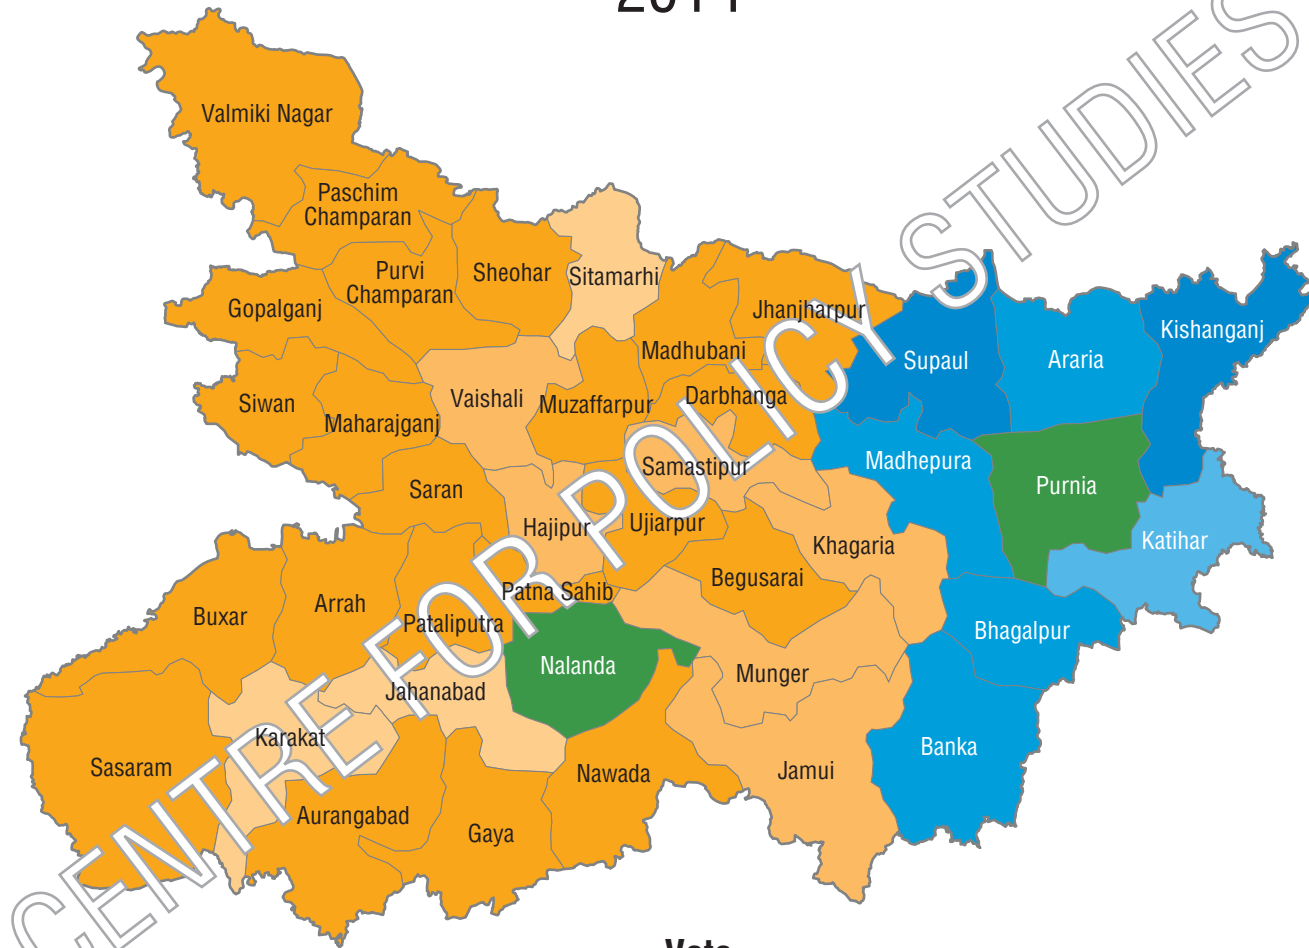 2014
Valmiki Nagar
Paschim
Champaran
Purvi
Champaran
Sheohar
Sitamarhi
Gopalganj
Madhubani
Jhanjharpur
Supaul
Araria
Kishanganj
Siwan
Maharajganj
Vaishali
Muzaffarpur
Darbhanga
Saran
Samastipur
Madhepura
Purnia
Hajipur
Ujiarpur
Khagaria
Katihar
Buxar
Arrah
Patna Sahib
Pataliputra
Begusarai
Bhagalpur
Nalanda
Munger
Jahanabad
Karakat
Sasaram
Nawada
Jamui
Banka
Aurangabad
Gaya
CENTRE FOR POLICY STUDIES
Vote